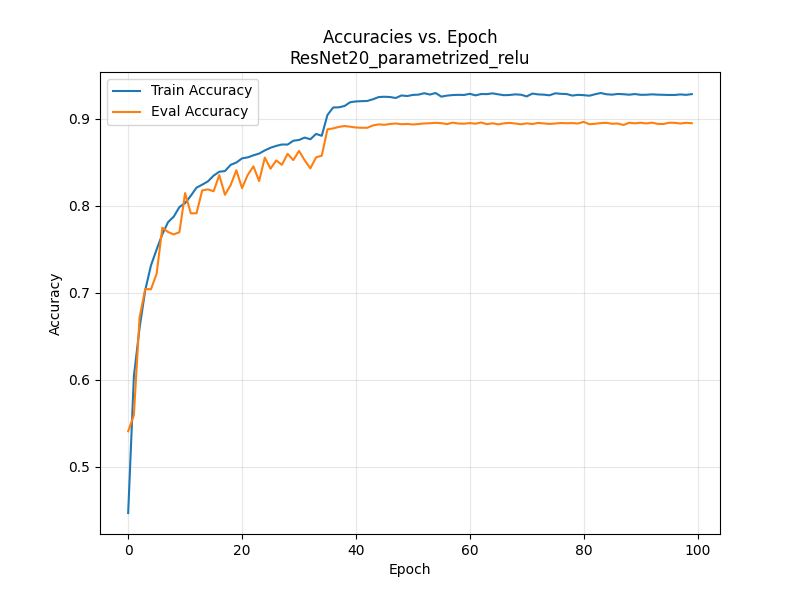 Accuracies vs. Epoch
ResNet20_parametrized_relu
Train Accuracy
Eval Accuracy
0.9
0.8
0.7
0.6
0.5
Accuracy
0 20 40 60 80 100
Epoch